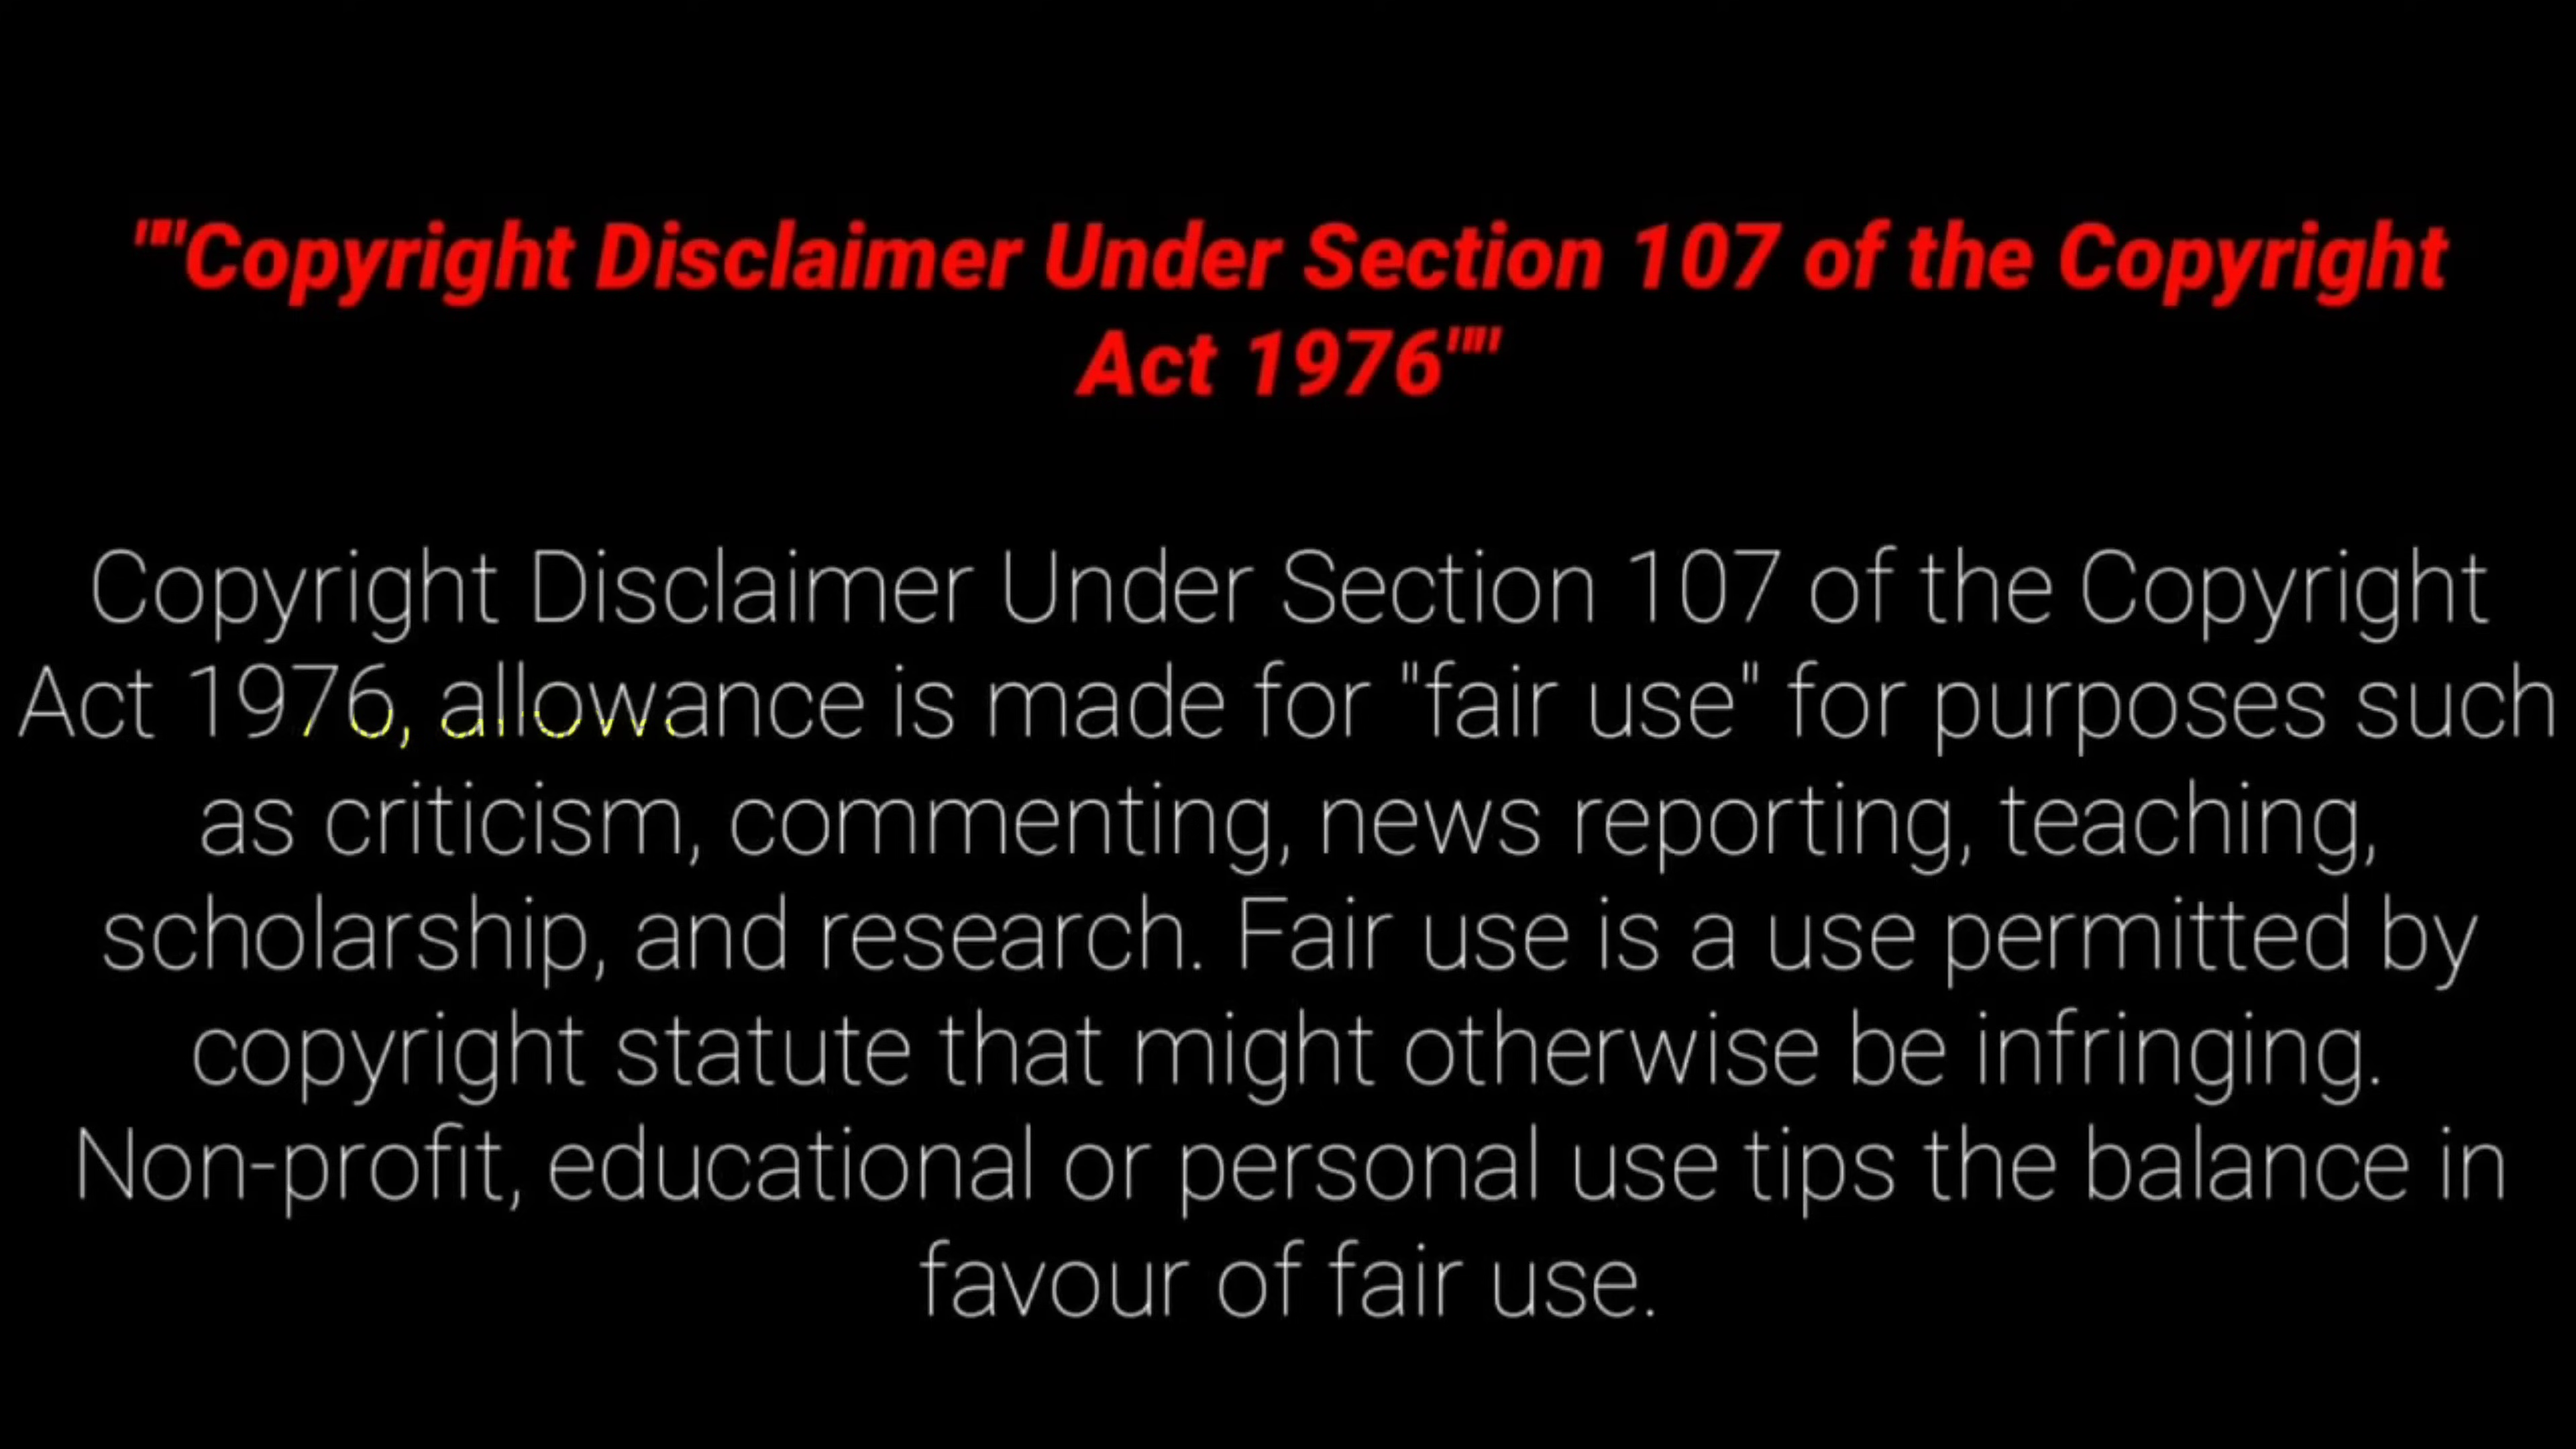 ""Copyright Disclaimer Under Section 107 of the Copyright
Act 1976""
Copyright Disclaimer Under Section 107 of the Copyright
Act 1976, allowance is made for "fair use" for purposes such
as criticism, commenting, news reporting, teaching,
scholarship, and research. Fair use is a use permitted by
copyright statute that might otherwise be infringing.
Non-profit, educational or personal use tips the balance in
favour of fair use.